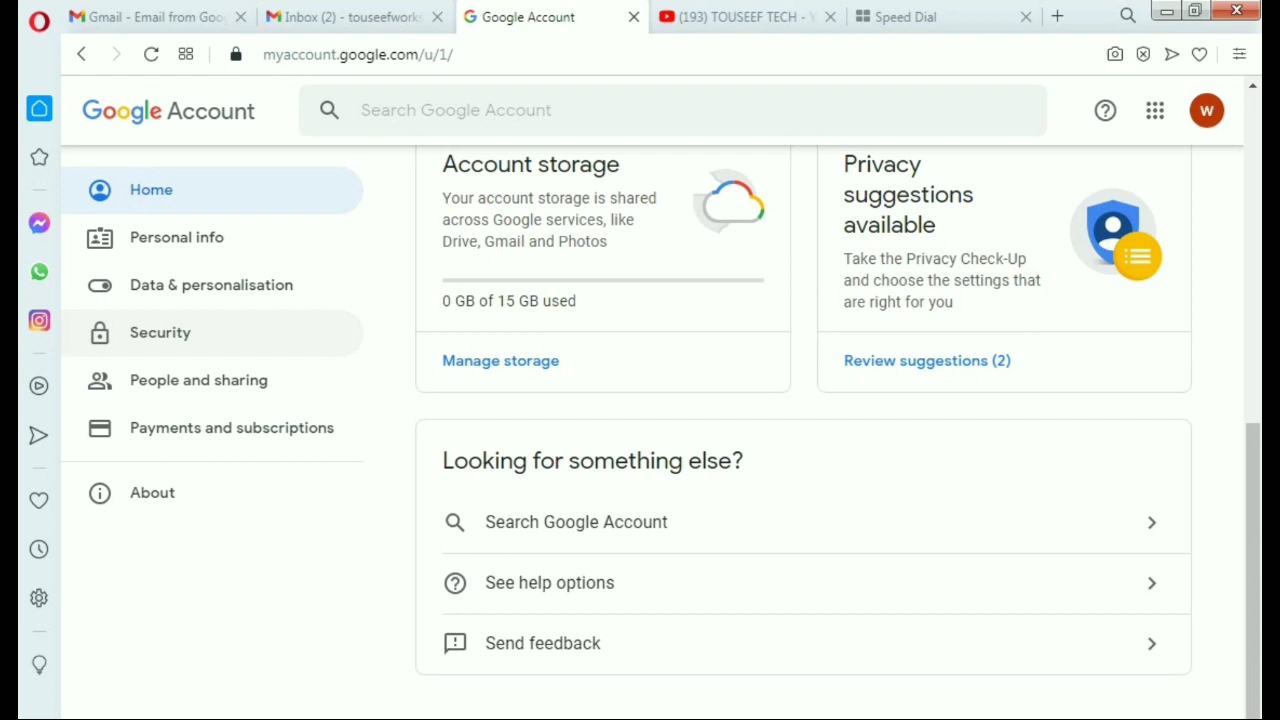 Gmail - Email from Goo
Inbox (2) - touseefworks
Google Account
(193) TOUSEEF TECH - Y
Speed Dial
myaccount.google.com/u/1/
Google Account
Search Google Account
W
Home
Personal info
Data & personalisation
Security
People and sharing
Payments and subscriptions
About
Account storage
Your account storage is shared
across Google services, like
Drive, Gmail and Photos
0 GB of 15 GB used
Manage storage
Privacy
suggestions
available
Take the Privacy Check-Up
and choose the settings that
are right for you
Review suggestions (2)
Looking for something else?
Search Google Account
See help options
Send feedback